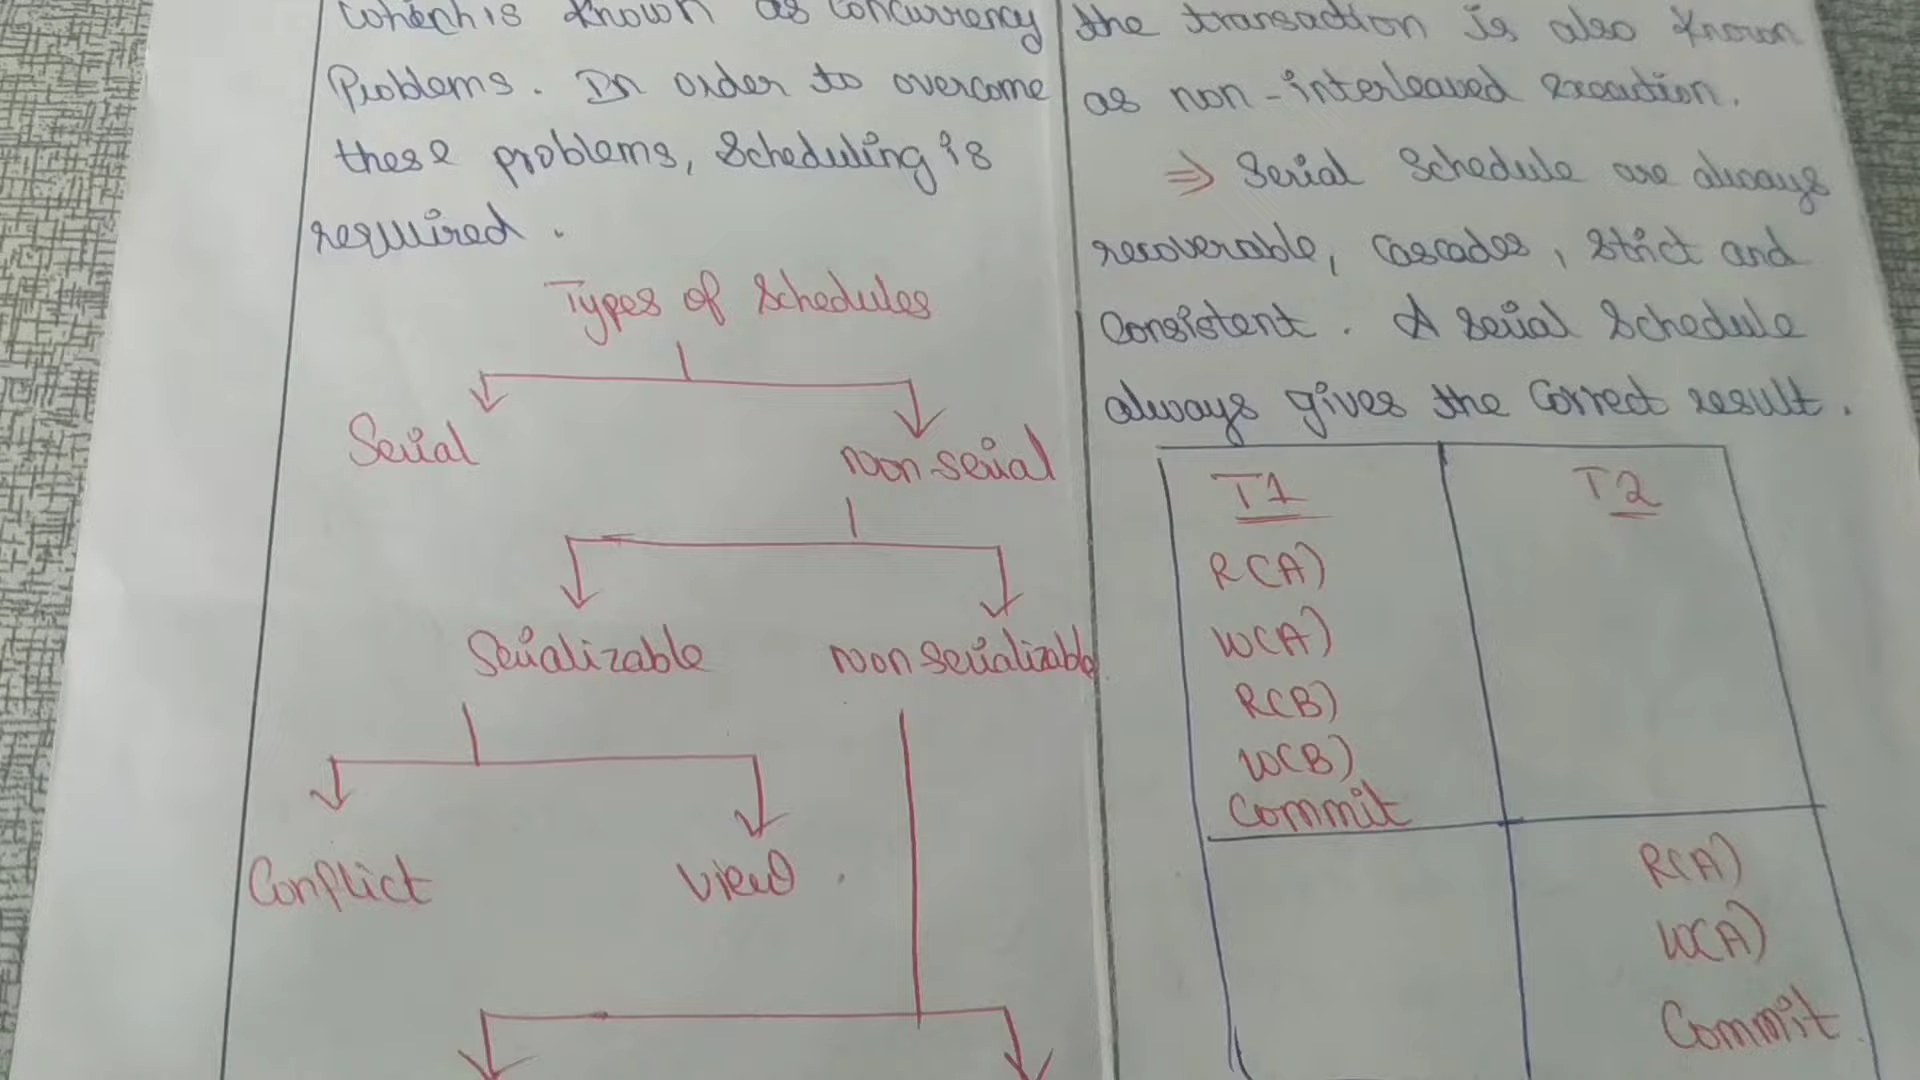 which is known as concurrency
Problems. In order to overcome
these problems, Scheduling is
required.
Types of Schedules
Serial
non serial
Serializable
non serializable
Conflict
View
the transaction is also known
as non-interleaved execution.
⇒ Serial Schedule are always
recoverable, Cascades, Strict and
Consistent. A serial Schedule
always gives the Correct result.
T1
T2
R(A)
W(A)
R(B)
W(B)
Commit
R(A)
W(A)
Commit